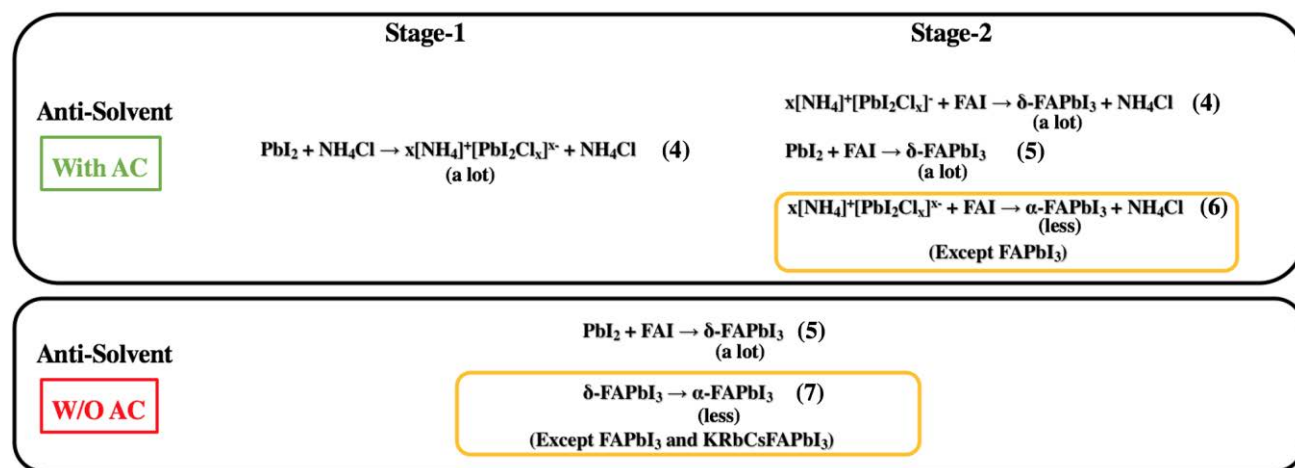 Stage-1 Stage-2
Anti-Solvent
With AC
PbI₂ + NH₄Cl → x[NH₄]⁺[PbI₂Clₓ]ˣ⁻ + NH₄Cl (4)
(a lot)
x[NH₄]⁺[PbI₂Clₓ]⁻ + FAI → δ-FAPbI₃ + NH₄Cl (4)
(a lot)
PbI₂ + FAI → δ-FAPbI₃ (5)
(a lot)
x[NH₄]⁺[PbI₂Clₓ]ˣ⁻ + FAI → α-FAPbI₃ + NH₄Cl (6)
(less)
(Except FAPbI₃)
Anti-Solvent
W/O AC
PbI₂ + FAI → δ-FAPbI₃ (5)
(a lot)
δ-FAPbI₃ → α-FAPbI₃ (7)
(less)
(Except FAPbI₃ and KRbCsFAPbI₃)